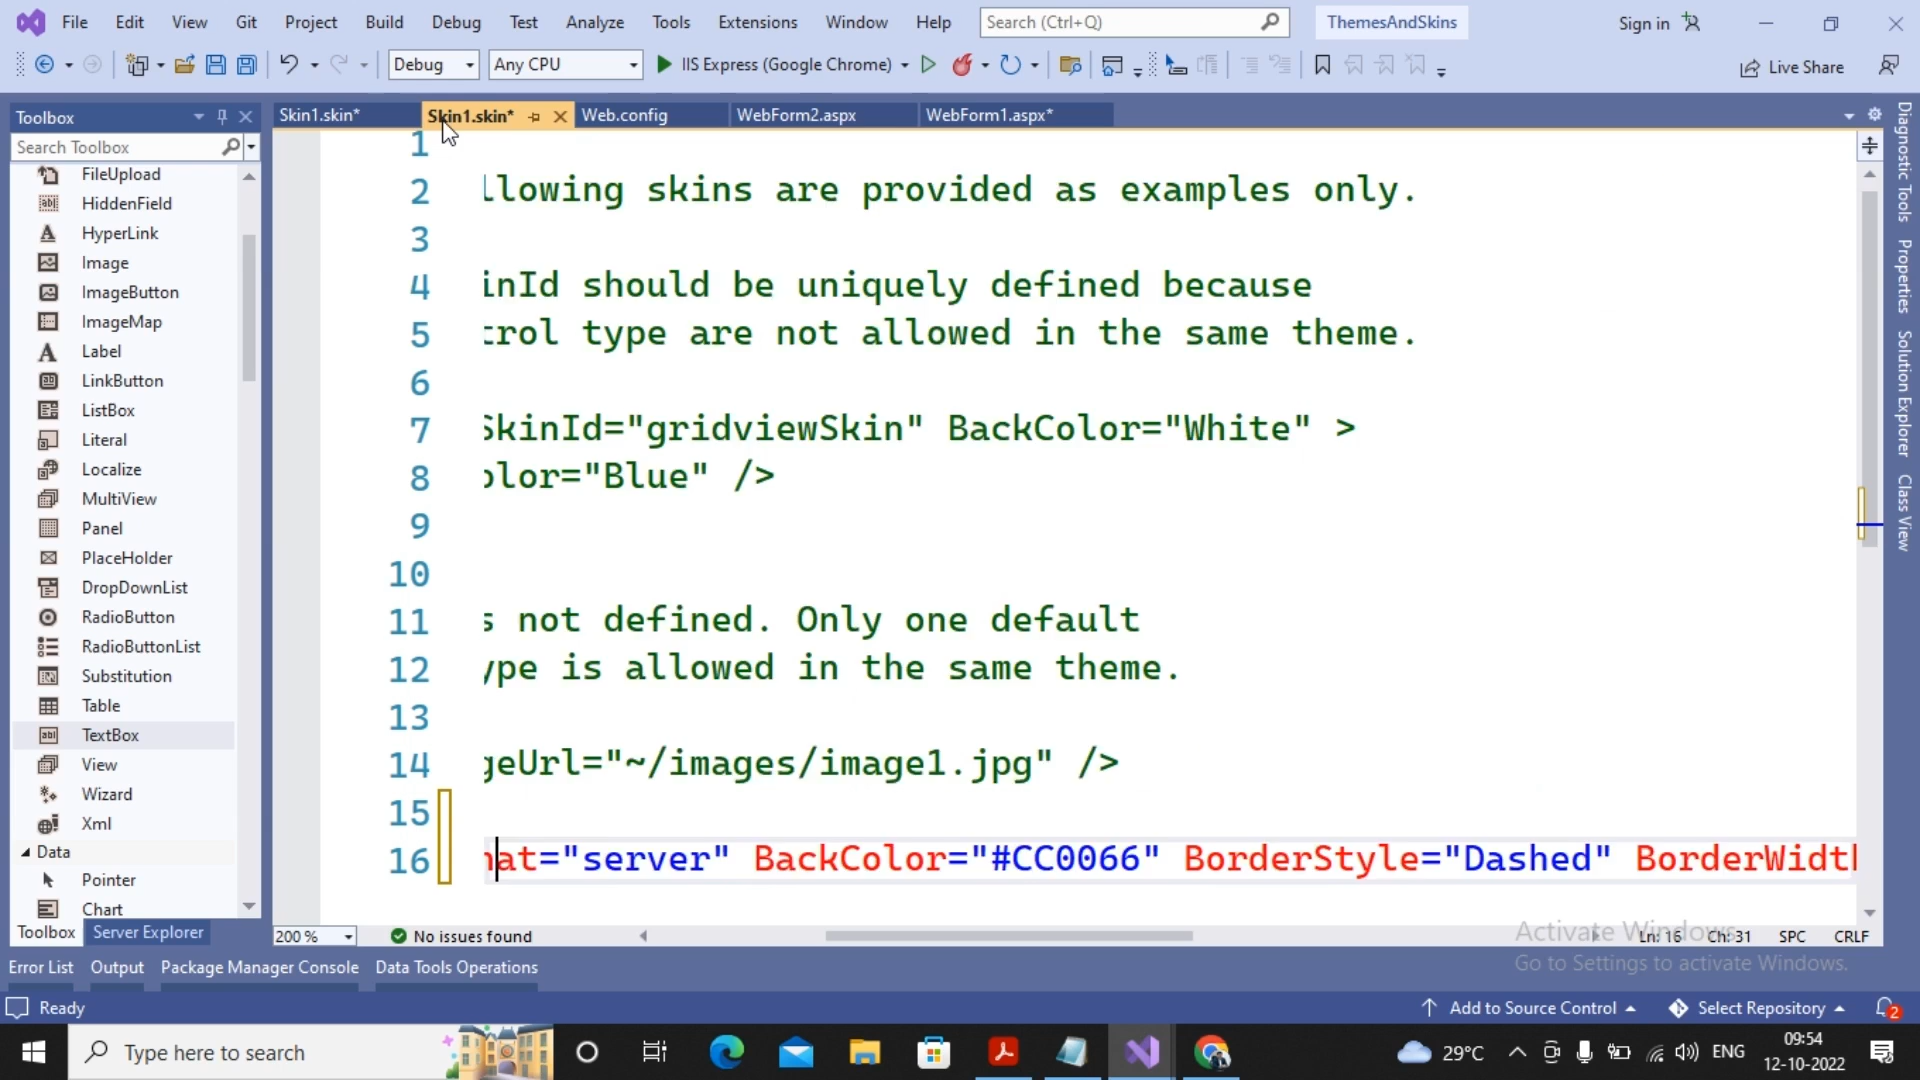 File Edit View Git Project Build Debug Test Analyze Tools Extensions Window Help Search (Ctrl+Q) ThemesAndSkins Sign in
Debug Any CPU IIS Express (Google Chrome) Live Share
Toolbox
Search Toolbox
FileUpload
HiddenField
HyperLink
Image
ImageButton
ImageMap
Label
LinkButton
ListBox
Literal
Localize
MultiView
Panel
PlaceHolder
DropDownList
RadioButton
RadioButtonList
Substitution
Table
TextBox
View
Wizard
Xml
Data
Pointer
Chart
Toolbox Server Explorer
Skin1.skin* Skin1.skin* Web.config WebForm2.aspx WebForm1.aspx*
1
2 llowing skins are provided as examples only.
3
4 inId should be uniquely defined because
5 trol type are not allowed in the same theme.
6
7 SkinId="gridviewSkin" BackColor="White" >
8 olor="Blue" />
9
10
11 s not defined. Only one default
12 ype is allowed in the same theme.
13
14 geUrl="~/images/image1.jpg" />
15
16 nat="server" BackColor="#CC0066" BorderStyle="Dashed" BorderWidth
200 % No issues found Ln: 16 Ch: 31 SPC CRLF
Activate Windows
Go to Settings to activate Windows.
Diagnostic Tools
Properties
Solution Explorer
Class View
Error List Output Package Manager Console Data Tools Operations
Ready Add to Source Control Select Repository 2
Type here to search 29°C ENG 09:54
12-10-2022